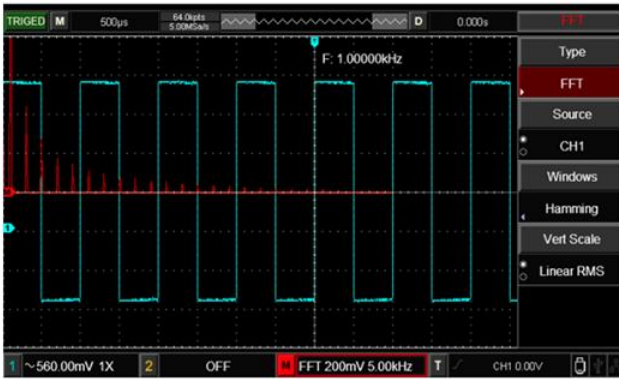 TRIGED M 500μs 64.0kpts D 0.000s FFT
5.00MSa/s
T
F: 1.00000kHz
Type
FFT
Source
CH1
Windows
Hamming
Vert Scale
Linear RMS
M
1
1 ~560.00mV 1X 2 OFF M FFT 200mV 5.00kHz T CH1 0.00V